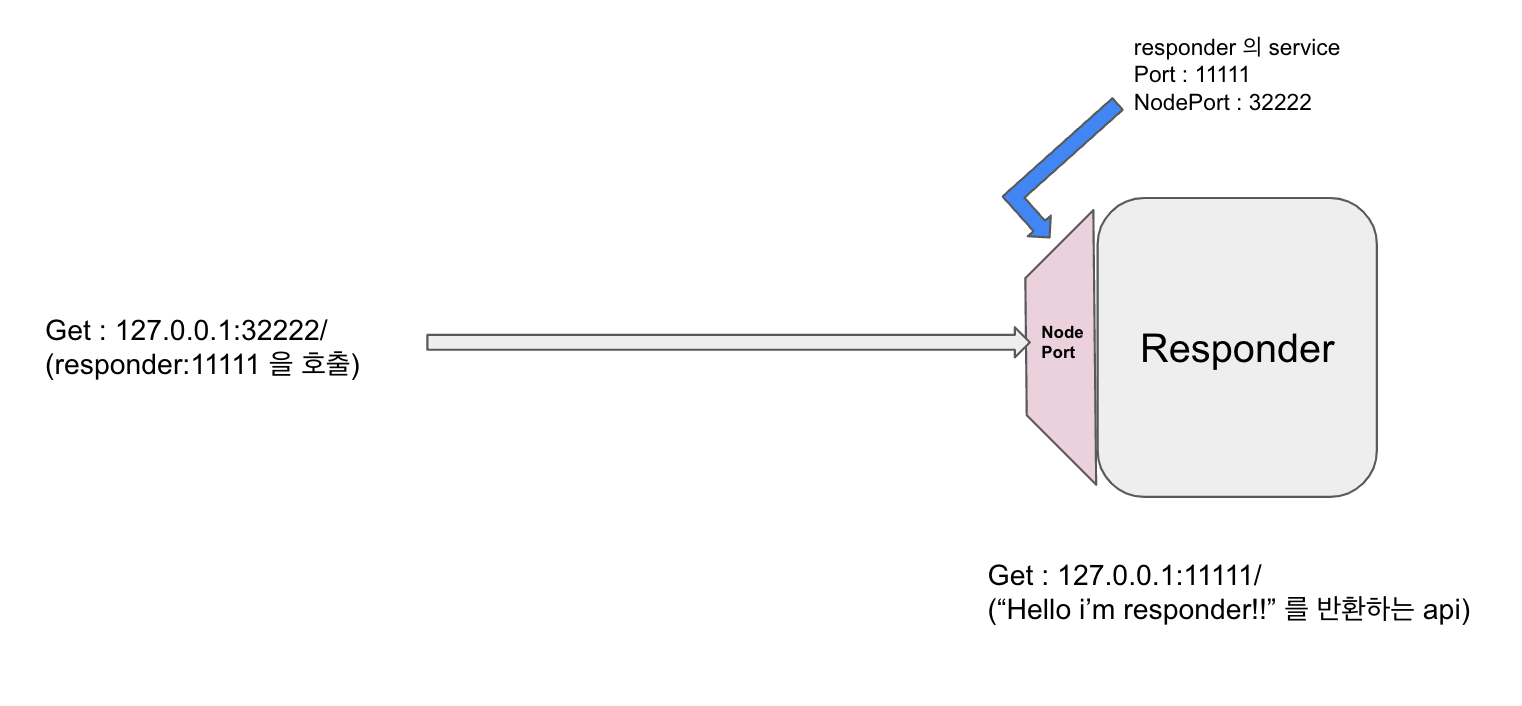 responder 의 service
Port : 11111
NodePort : 32222
Get : 127.0.0.1:32222/
(responder:11111 을 호출)
Node
Port
Responder
Get : 127.0.0.1:11111/
(“Hello i’m responder!!” 를 반환하는 api)